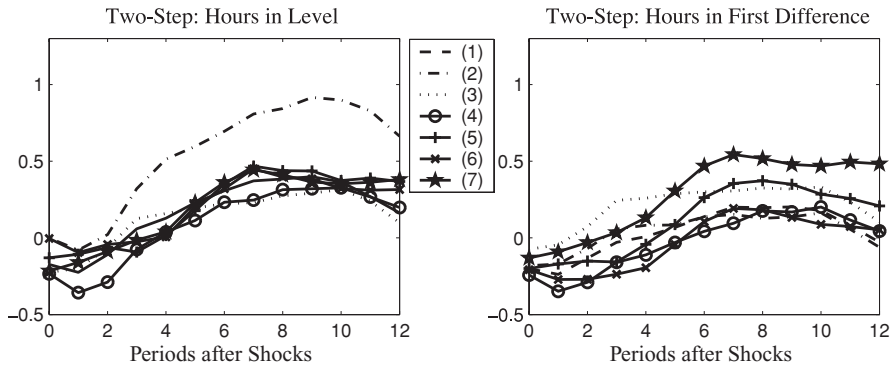 Two-Step: Hours in Level
Two-Step: Hours in First Difference
1
0.5
0
−0.5
0 2 4 6 8 10 12
Periods after Shocks
(1)
(2)
(3)
(4)
(5)
(6)
(7)
1
0.5
0
−0.5
0 2 4 6 8 10 12
Periods after Shocks